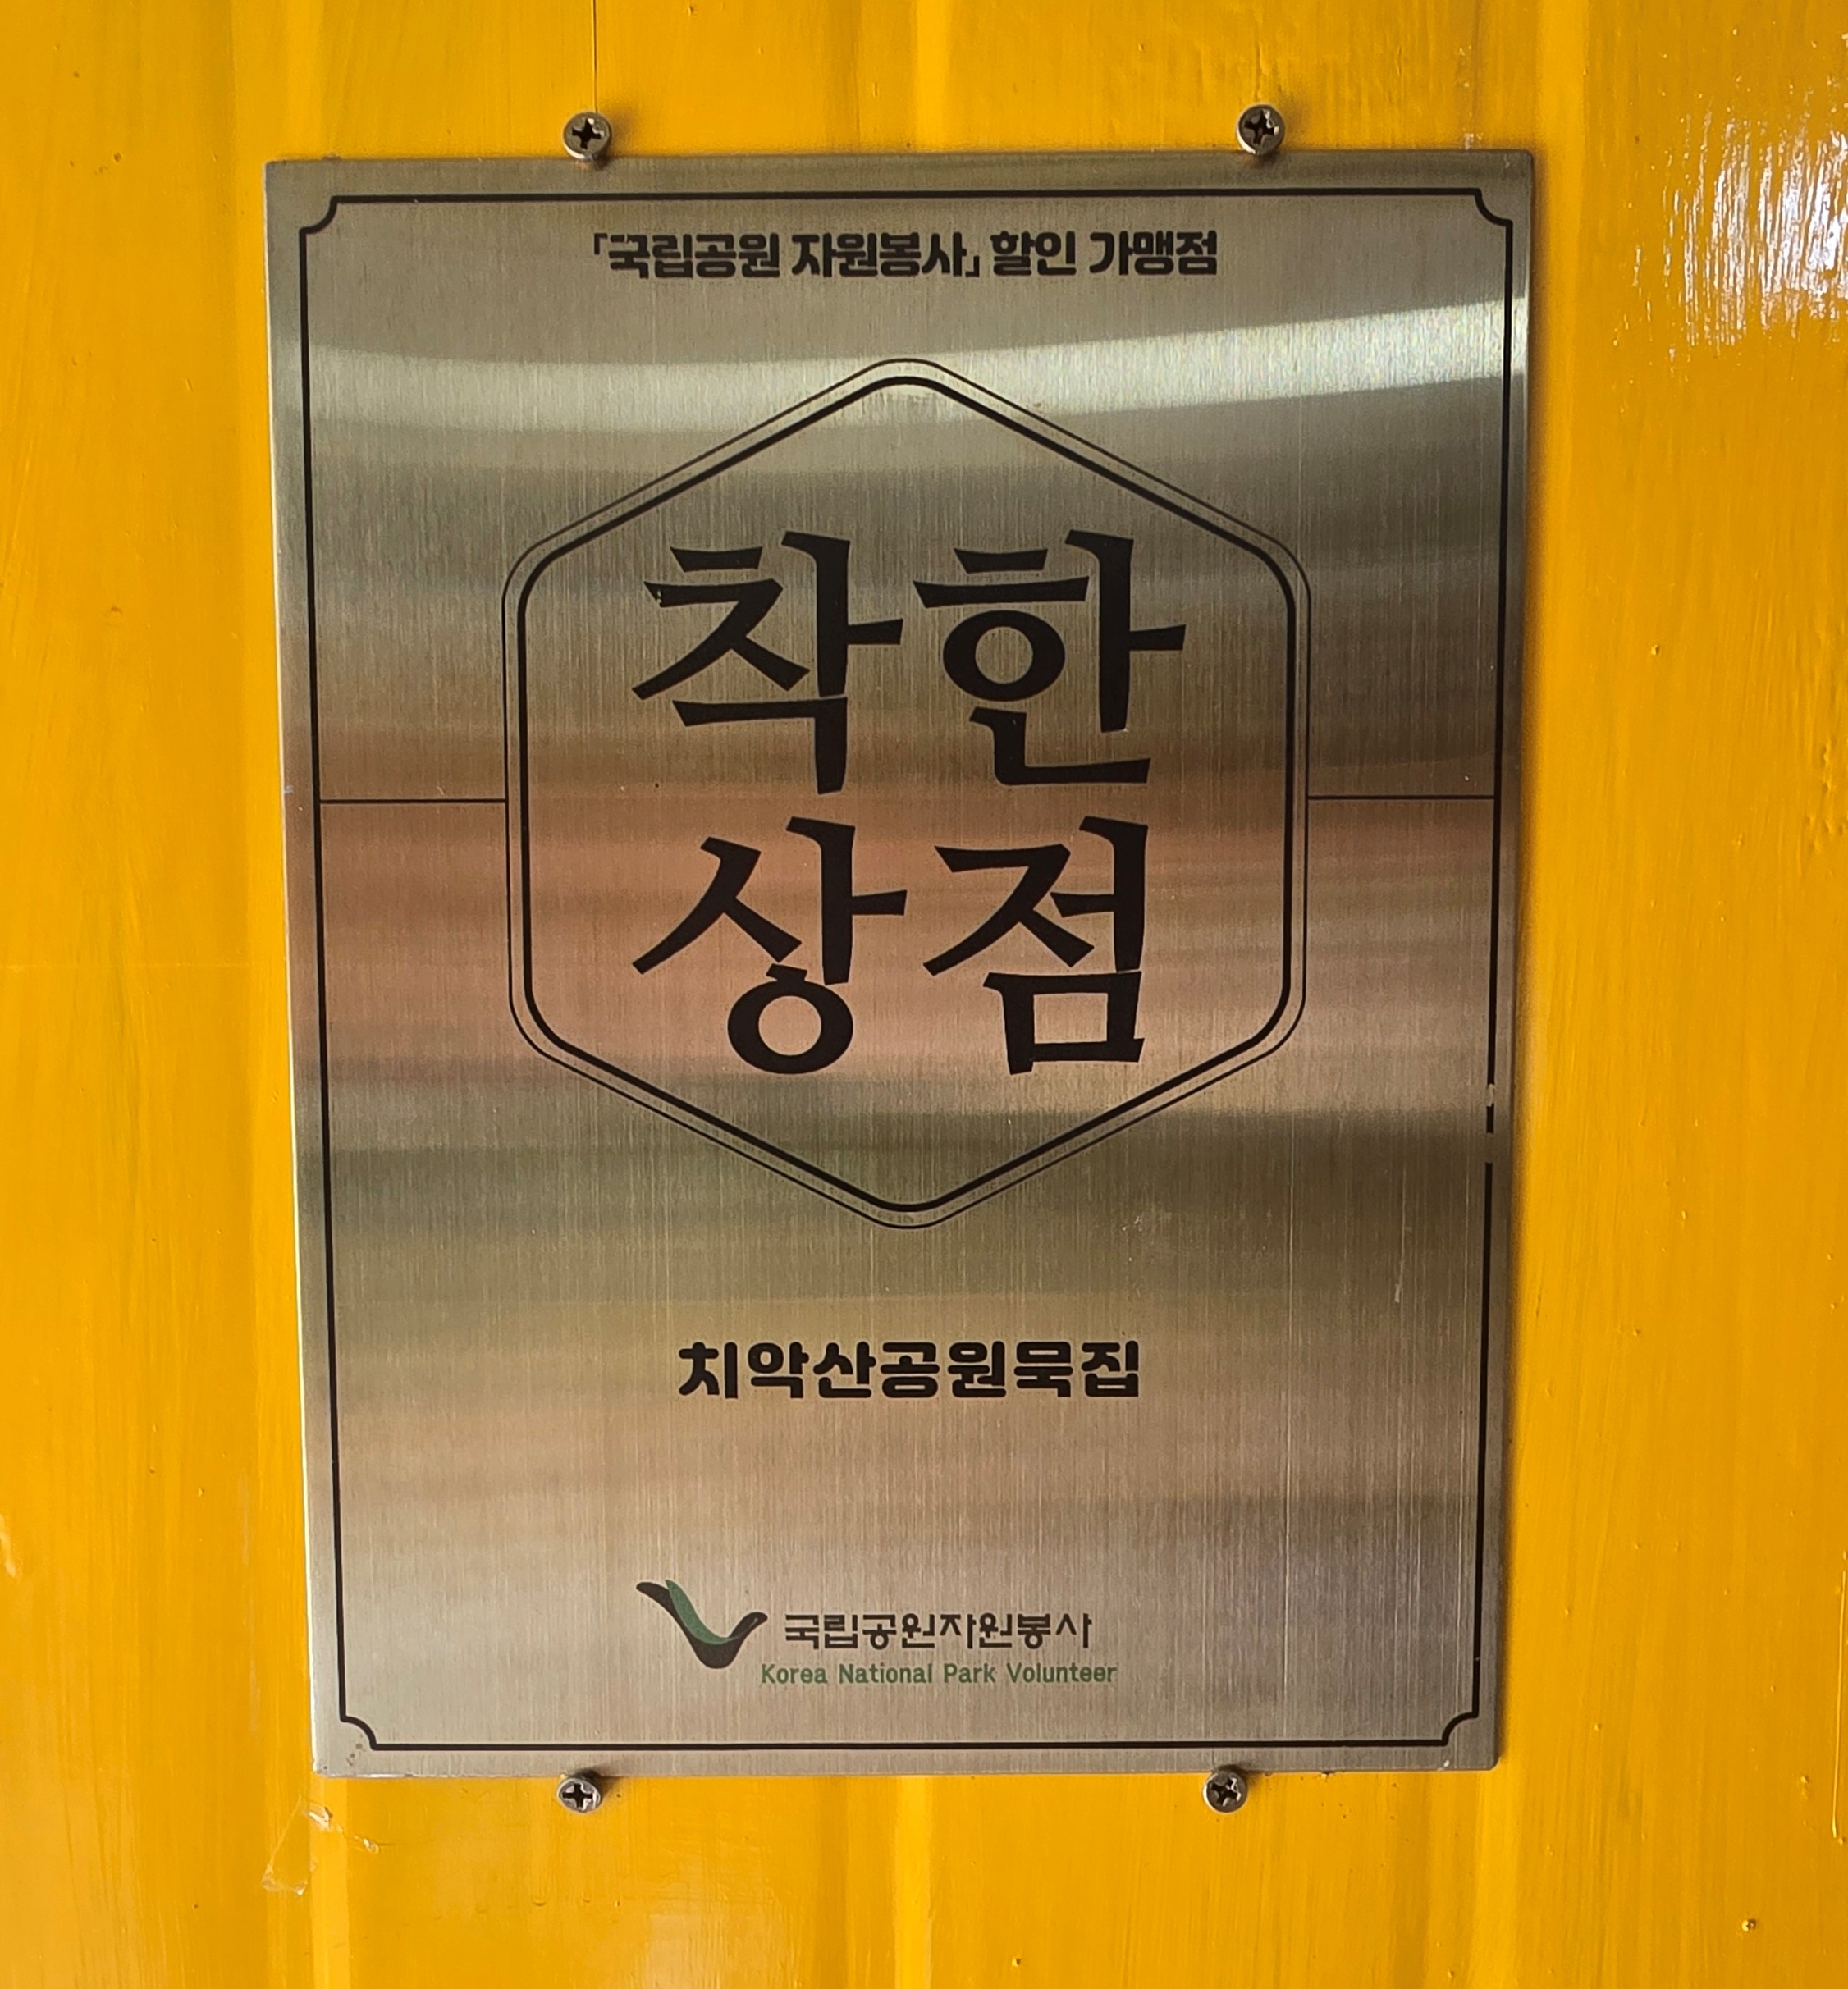 「국립공원 자원봉사」 할인 가맹점
착한
상점
치악산공원묵집
국립공원자원봉사
Korea National Park Volunteer